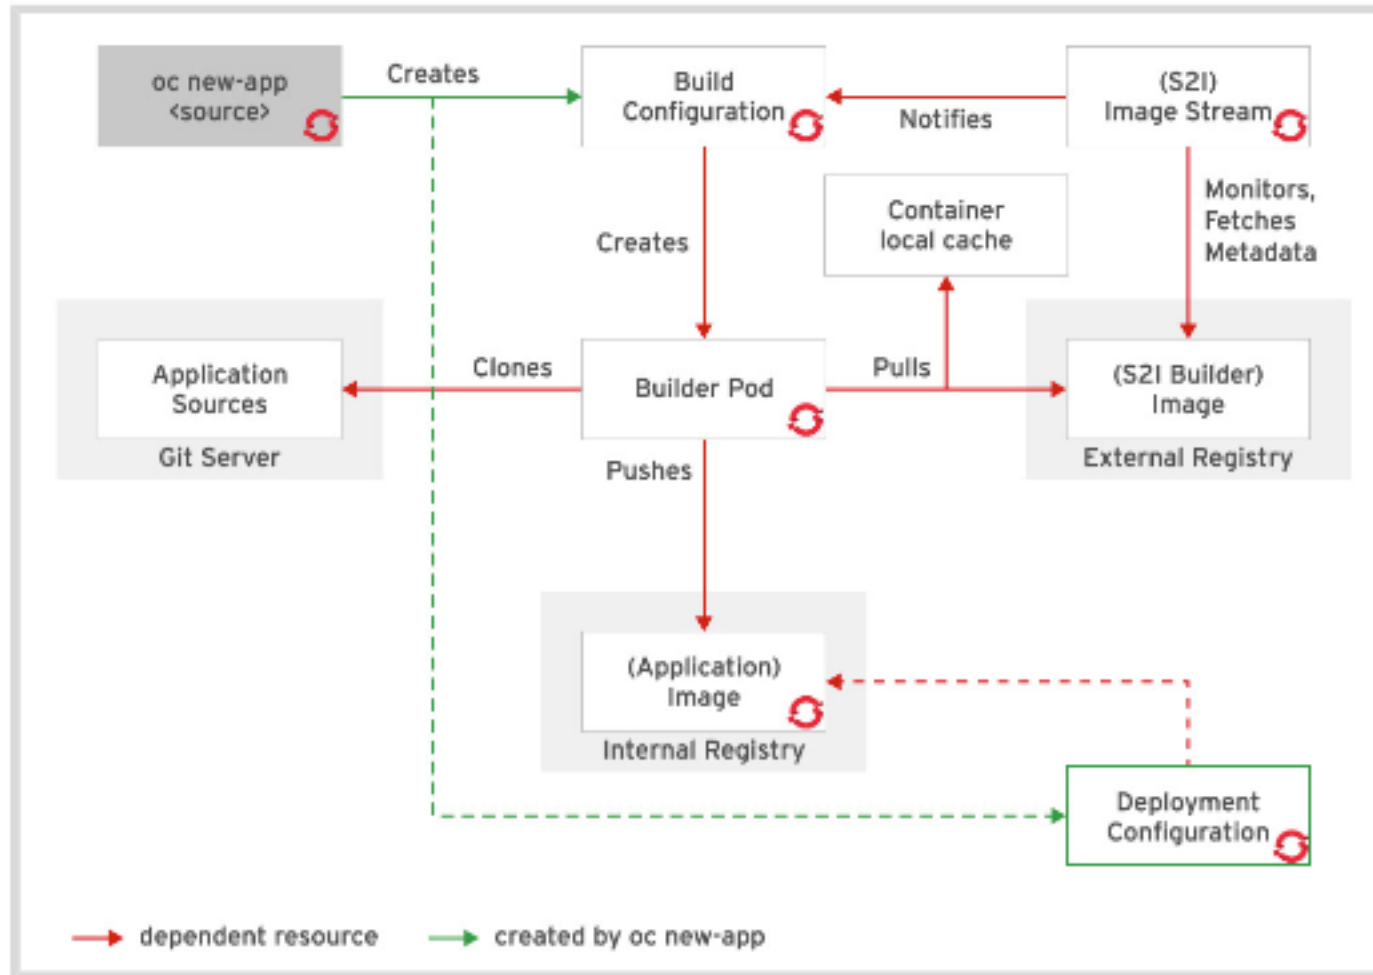 oc new-app
<source>
Creates
Build
Configuration
Notifies
(S2I)
Image Stream
Monitors,
Fetches
Metadata
Container
local cache
Creates
Application
Sources
Git Server
Clones
Builder Pod
Pulls
(S2I Builder)
Image
External Registry
Pushes
(Application)
Image
Internal Registry
Deployment
Configuration
dependent resource
created by oc new-app